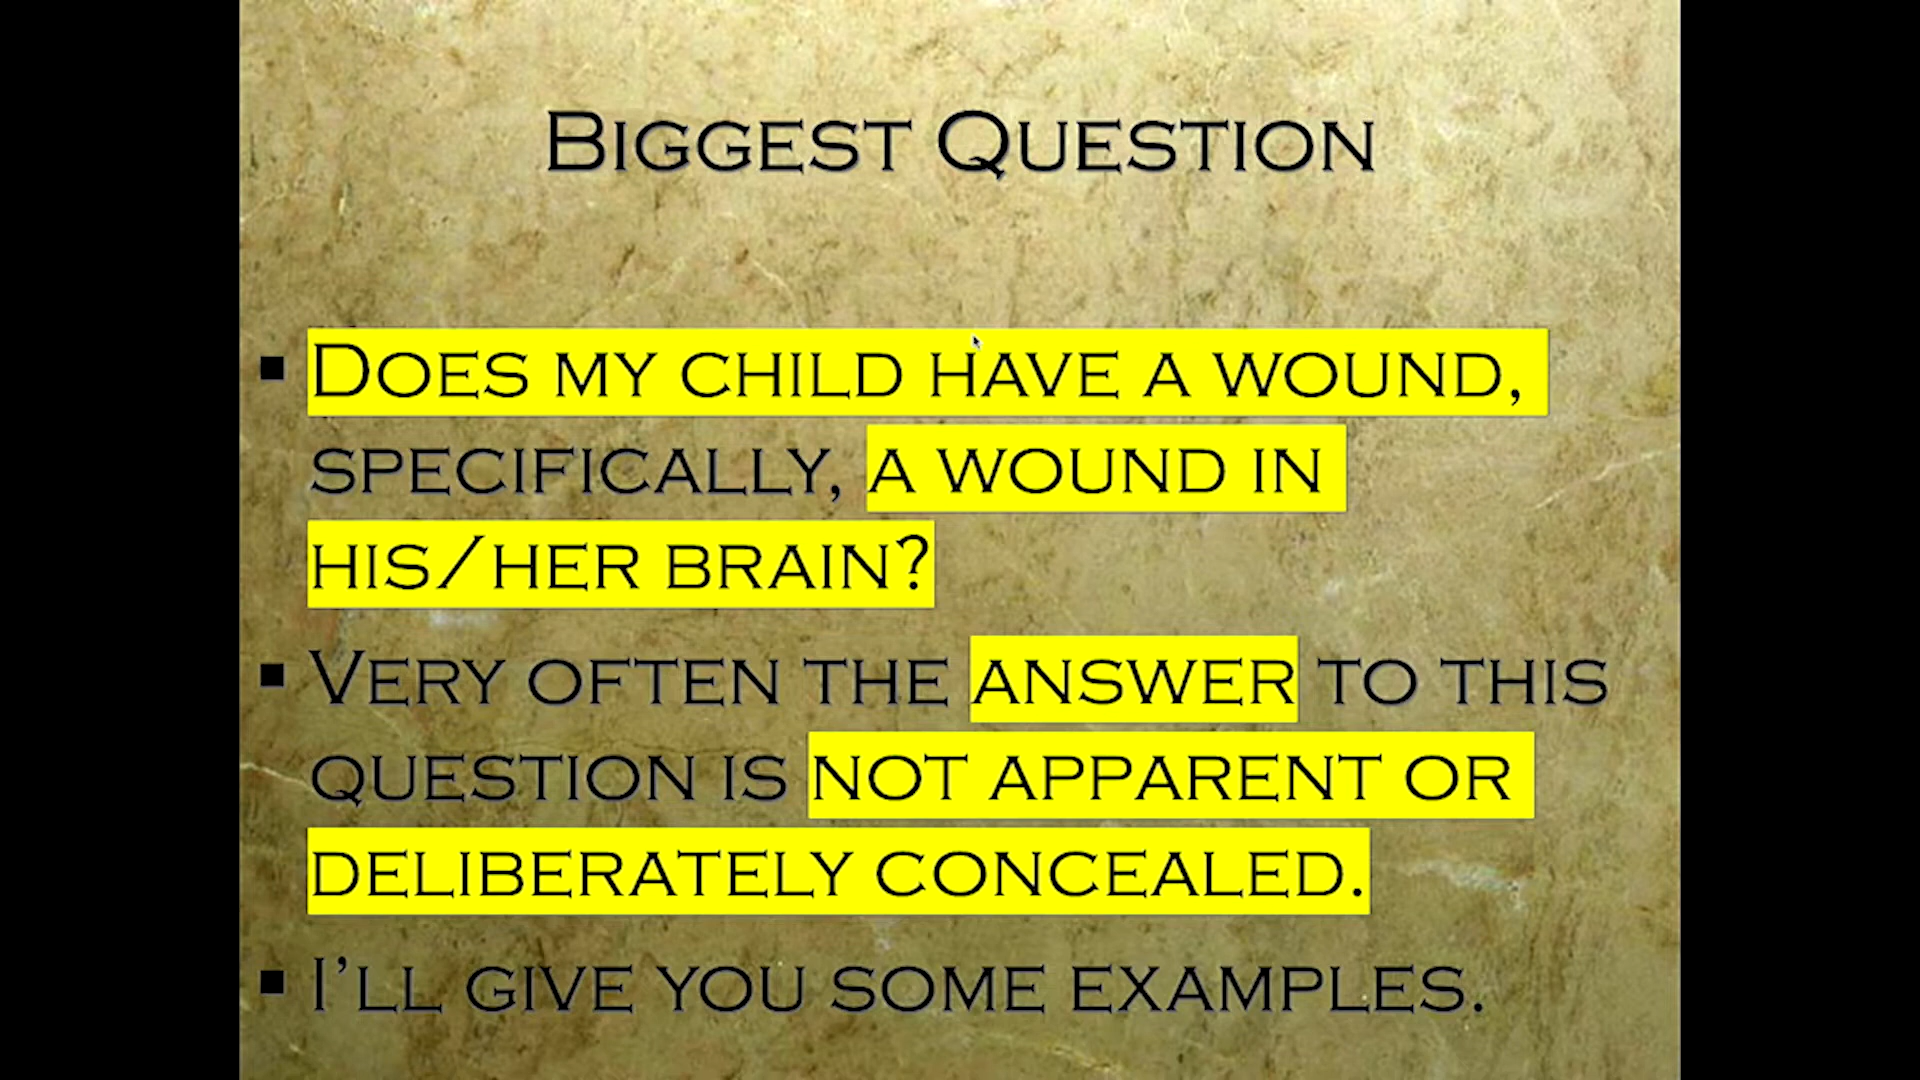 Biggest Question
▪ Does my child have a wound,
specifically, a wound in
his/her brain?
▪ Very often the answer to this
question is not apparent or
deliberately concealed.
▪ I’ll give you some examples.